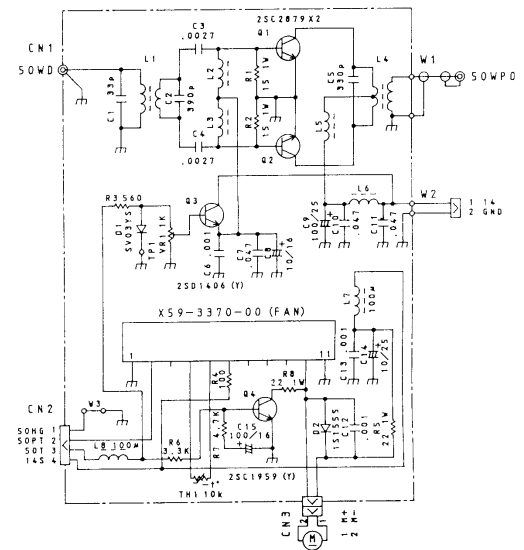 2SC2879X2
CN1
50WD
C1 33p
L1
C2 390p
C3
.0027
C4
.0027
L2
L3
R1 15 1W
R2 15 1W
Q1
Q2
C5 330p
L4
L5
W1
50WPO
L6
W2
1 14
2 GND
R3 560
D1
SV03YS
TP1
VR1 1K
Q3
C6 .001
C7 .047
C8 10/16
2SD1406(Y)
C9 100/25
C10 .047
C11 .047
L7 100μ
X59-3370-00 (FAN)
1
11
C13 .001
C14 10/25
R4 100
R8
22 1W
Q4
C15
100/16
R7 4.7K
R6
3.3K
2SC1959(Y)
TH1 10k
-t°
D2
1S1555
C12 .001
R5 22 1W
CN2
50HG 1
50PT 2
50T 3
14S 4
W3
L8 100μ
CN3
2 1
M
1 M+
2 M-